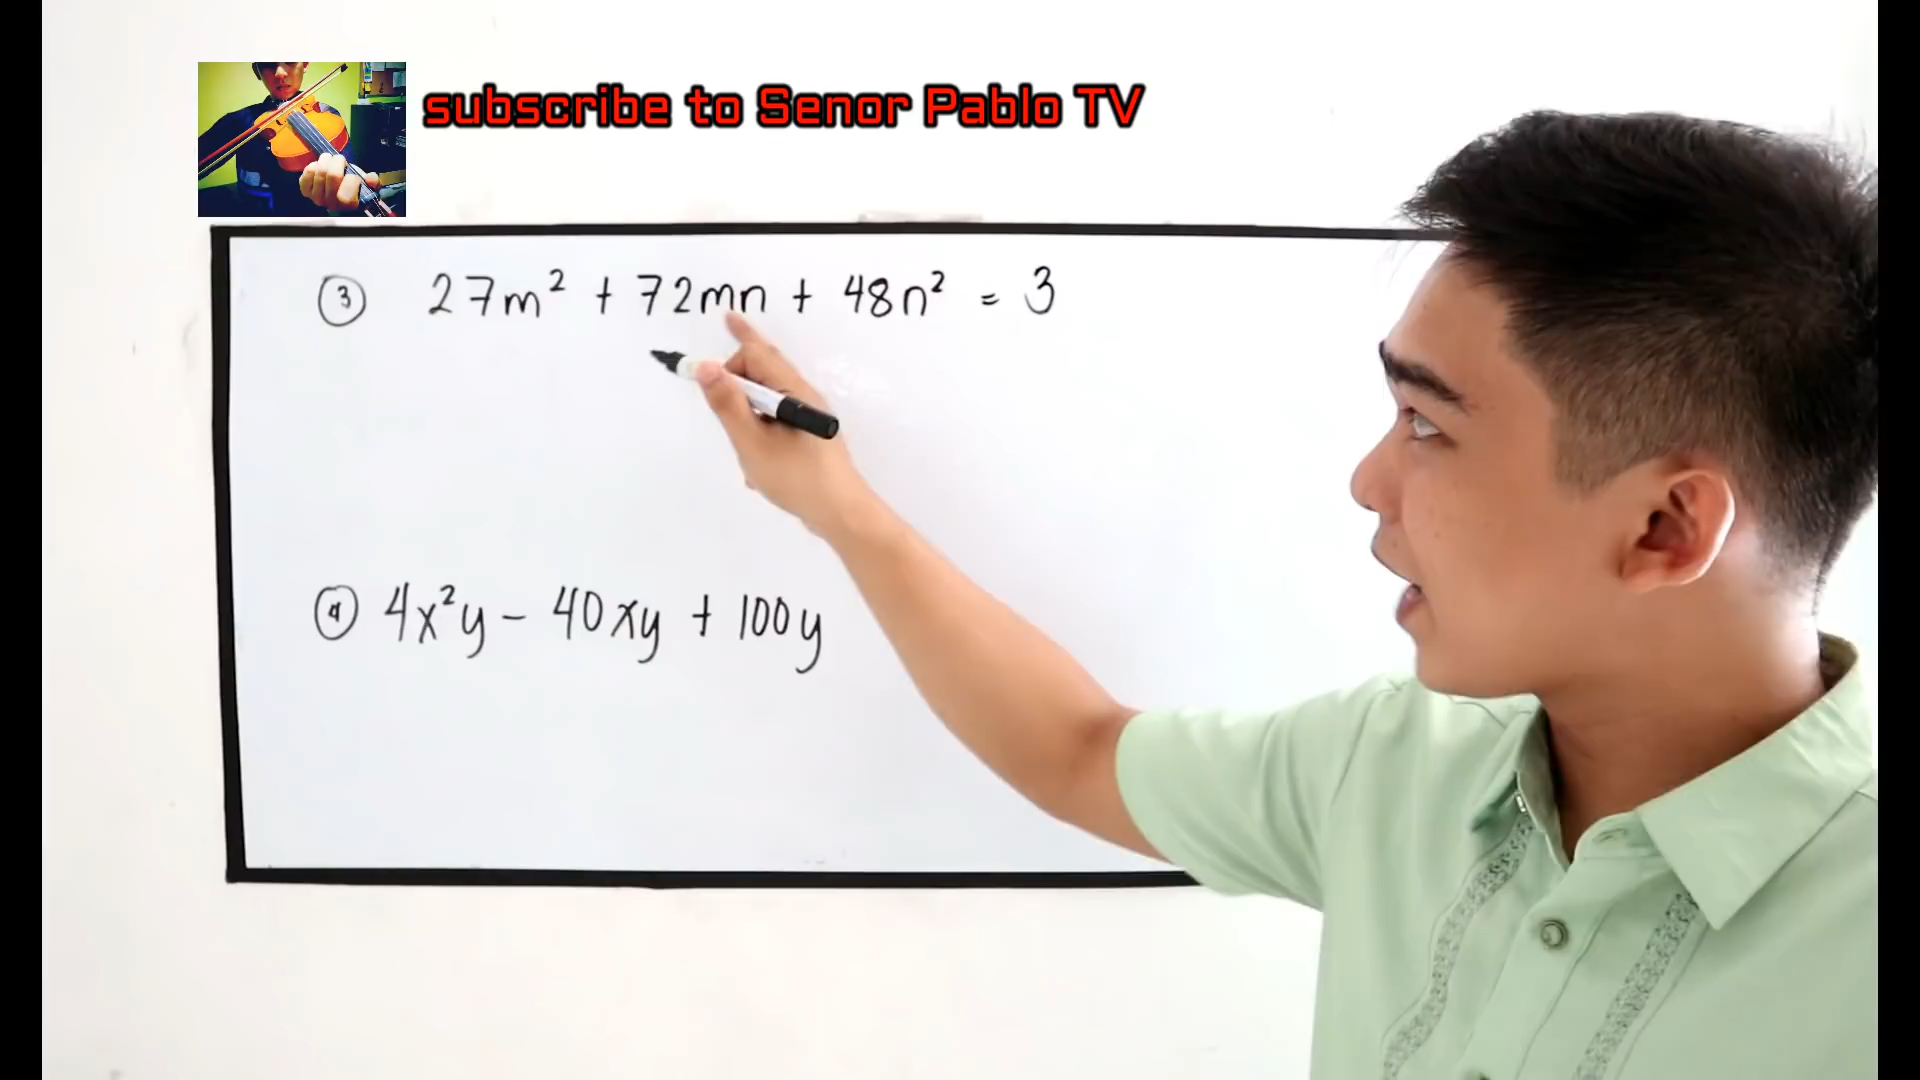 subscribe to Senor Pablo TV
③ 27m² + 72mn + 48n² = 3
④ 4x²y - 40xy + 100y